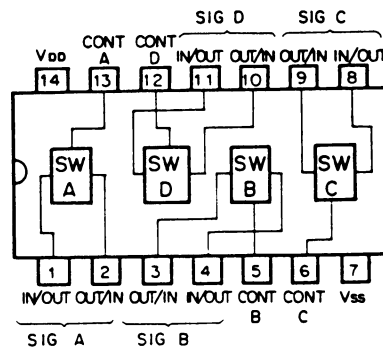 SIG D SIG C
CONT CONT
VDD A D IN/OUT OUT/IN OUT/IN IN/OUT
14 13 12 11 10 9 8
SW SW SW SW
A D B C
1 2 3 4 5 6 7
IN/OUT OUT/IN OUT/IN IN/OUT CONT CONT VSS
B C
SIG A SIG B